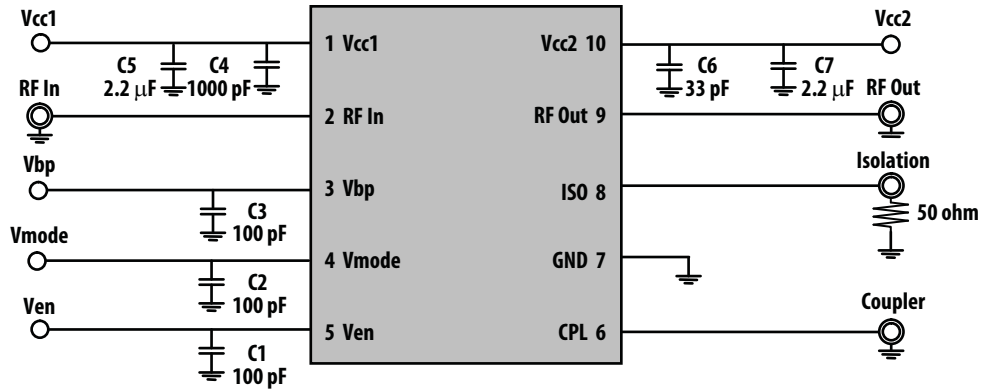 Vcc1
Vcc2
1 Vcc1
Vcc2 10
C5
2.2 μF
C4
1000 pF
C6
33 pF
C7
2.2 μF
RF In
RF Out
2 RF In
RF Out 9
Vbp
Isolation
3 Vbp
ISO 8
C3
100 pF
50 ohm
Vmode
4 Vmode
GND 7
C2
100 pF
Ven
Coupler
5 Ven
CPL 6
C1
100 pF